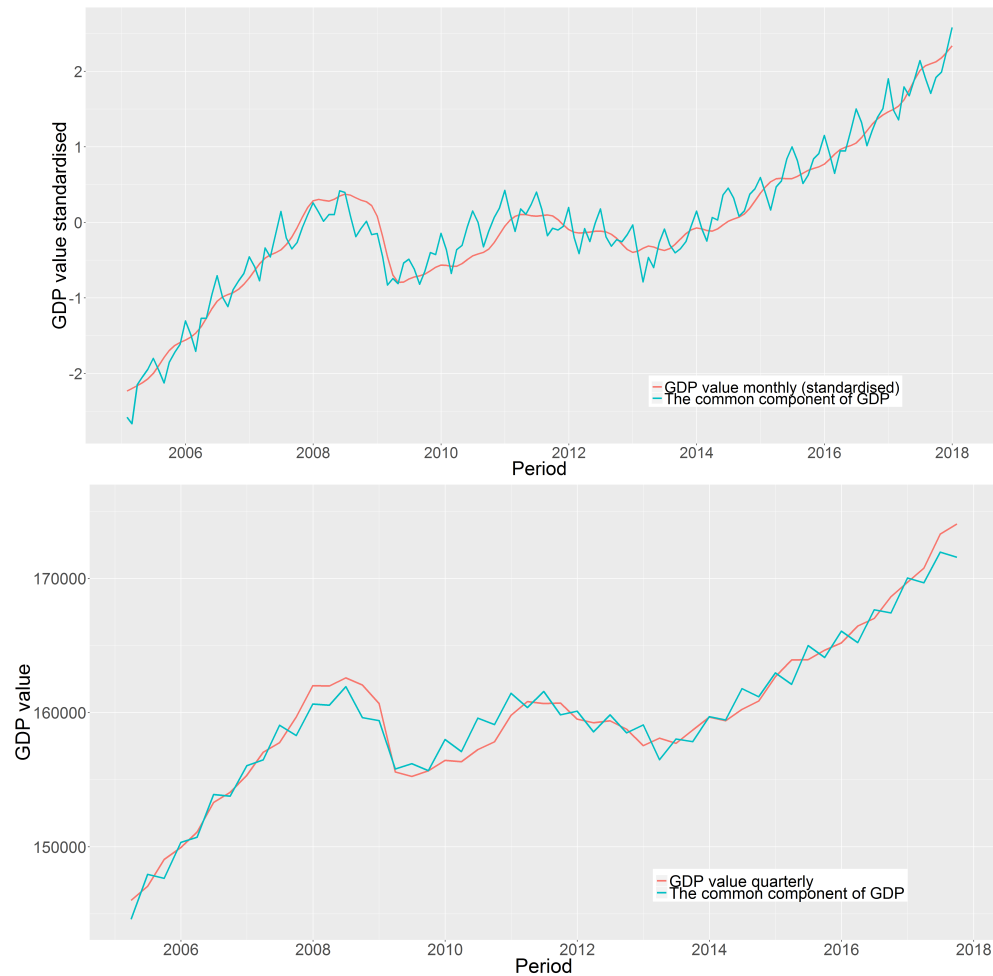 GDP value standardised
2
1
0
-1
-2
GDP value monthly (standardised)
The common component of GDP
2006 2008 2010 2012 2014 2016 2018
Period
GDP value
170000
160000
150000
GDP value quarterly
The common component of GDP
2006 2008 2010 2012 2014 2016 2018
Period